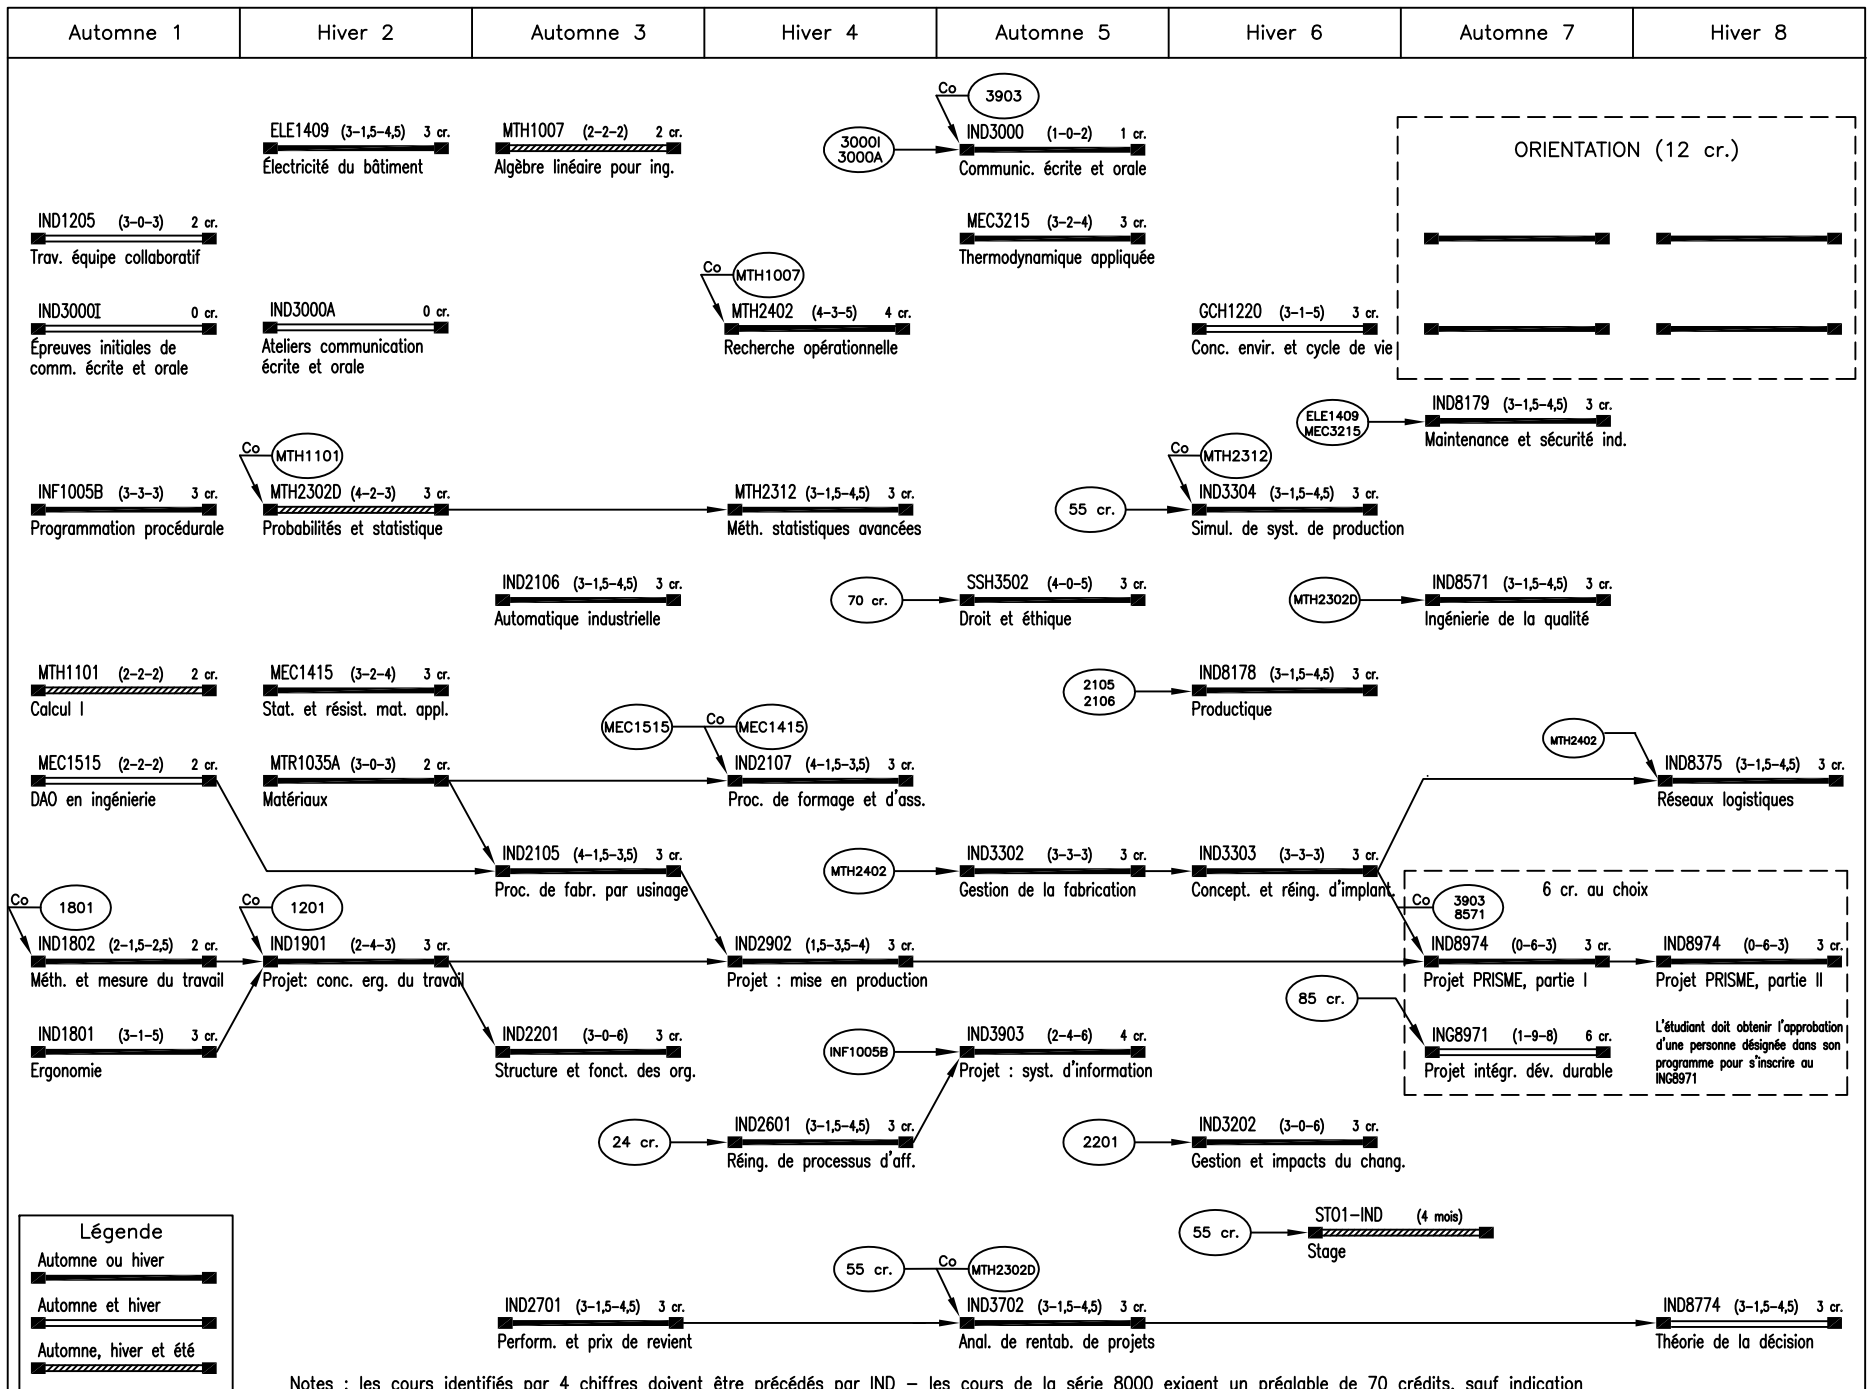 Automne 1
Hiver 2
Automne 3
Hiver 4
Automne 5
Hiver 6
Automne 7
Hiver 8
Co
3903
ELE1409 (3-1,5-4,5) 3 cr.
Électricité du bâtiment
MTH1007 (2-2-2) 2 cr.
Algèbre linéaire pour ing.
3000I
3000A
IND3000 (1-0-2) 1 cr.
Communic. écrite et orale
ORIENTATION (12 cr.)
IND1205 (3-0-3) 2 cr.
Trav. équipe collaboratif
MEC3215 (3-2-4) 3 cr.
Thermodynamique appliquée
Co
MTH1007
IND3000I 0 cr.
Épreuves initiales de
comm. écrite et orale
IND3000A 0 cr.
Ateliers communication
écrite et orale
MTH2402 (4-3-5) 4 cr.
Recherche opérationnelle
GCH1220 (3-1-5) 3 cr.
Conc. envir. et cycle de vie
ELE1409
MEC3215
IND8179 (3-1,5-4,5) 3 cr.
Maintenance et sécurité ind.
Co
MTH1101
Co
MTH2312
INF1005B (3-3-3) 3 cr.
Programmation procédurale
MTH2302D (4-2-3) 3 cr.
Probabilités et statistique
MTH2312 (3-1,5-4,5) 3 cr.
Méth. statistiques avancées
55 cr.
IND3304 (3-1,5-4,5) 3 cr.
Simul. de syst. de production
IND2106 (3-1,5-4,5) 3 cr.
Automatique industrielle
70 cr.
SSH3502 (4-0-5) 3 cr.
Droit et éthique
MTH2302D
IND8571 (3-1,5-4,5) 3 cr.
Ingénierie de la qualité
MTH1101 (2-2-2) 2 cr.
Calcul I
MEC1415 (3-2-4) 3 cr.
Stat. et résist. mat. appl.
2105
2106
IND8178 (3-1,5-4,5) 3 cr.
Productique
MEC1515
Co
MEC1415
MTH2402
MEC1515 (2-2-2) 2 cr.
DAO en ingénierie
MTR1035A (3-0-3) 2 cr.
Matériaux
IND2107 (4-1,5-3,5) 3 cr.
Proc. de formage et d'ass.
IND8375 (3-1,5-4,5) 3 cr.
Réseaux logistiques
IND2105 (4-1,5-3,5) 3 cr.
Proc. de fabr. par usinage
MTH2402
IND3302 (3-3-3) 3 cr.
Gestion de la fabrication
IND3303 (3-3-3) 3 cr.
Concept. et réing. d'implant.
6 cr. au choix
Co
1801
Co
1201
Co
3903
8571
IND1802 (2-1,5-2,5) 2 cr.
Méth. et mesure du travail
IND1901 (2-4-3) 3 cr.
Projet: conc. erg. du travail
IND2902 (1,5-3,5-4) 3 cr.
Projet : mise en production
IND8974 (0-6-3) 3 cr.
Projet PRISME, partie I
IND8974 (0-6-3) 3 cr.
Projet PRISME, partie II
85 cr.
IND1801 (3-1-5) 3 cr.
Ergonomie
IND2201 (3-0-6) 3 cr.
Structure et fonct. des org.
INF1005B
IND3903 (2-4-6) 4 cr.
Projet : syst. d'information
ING8971 (1-9-8) 6 cr.
Projet intégr. dév. durable
L'étudiant doit obtenir l'approbation
d'une personne désignée dans son
programme pour s'inscrire au
ING8971
24 cr.
IND2601 (3-1,5-4,5) 3 cr.
Réing. de processus d'aff.
2201
IND3202 (3-0-6) 3 cr.
Gestion et impacts du chang.
55 cr.
ST01-IND (4 mois)
Stage
Légende
Automne ou hiver
Automne et hiver
Automne, hiver et été
55 cr.
Co
MTH2302D
IND2701 (3-1,5-4,5) 3 cr.
Perform. et prix de revient
IND3702 (3-1,5-4,5) 3 cr.
Anal. de rentab. de projets
IND8774 (3-1,5-4,5) 3 cr.
Théorie de la décision
Notes : les cours identifiés par 4 chiffres doivent être précédés par IND - les cours de la série 8000 exigent un préalable de 70 crédits, sauf indication